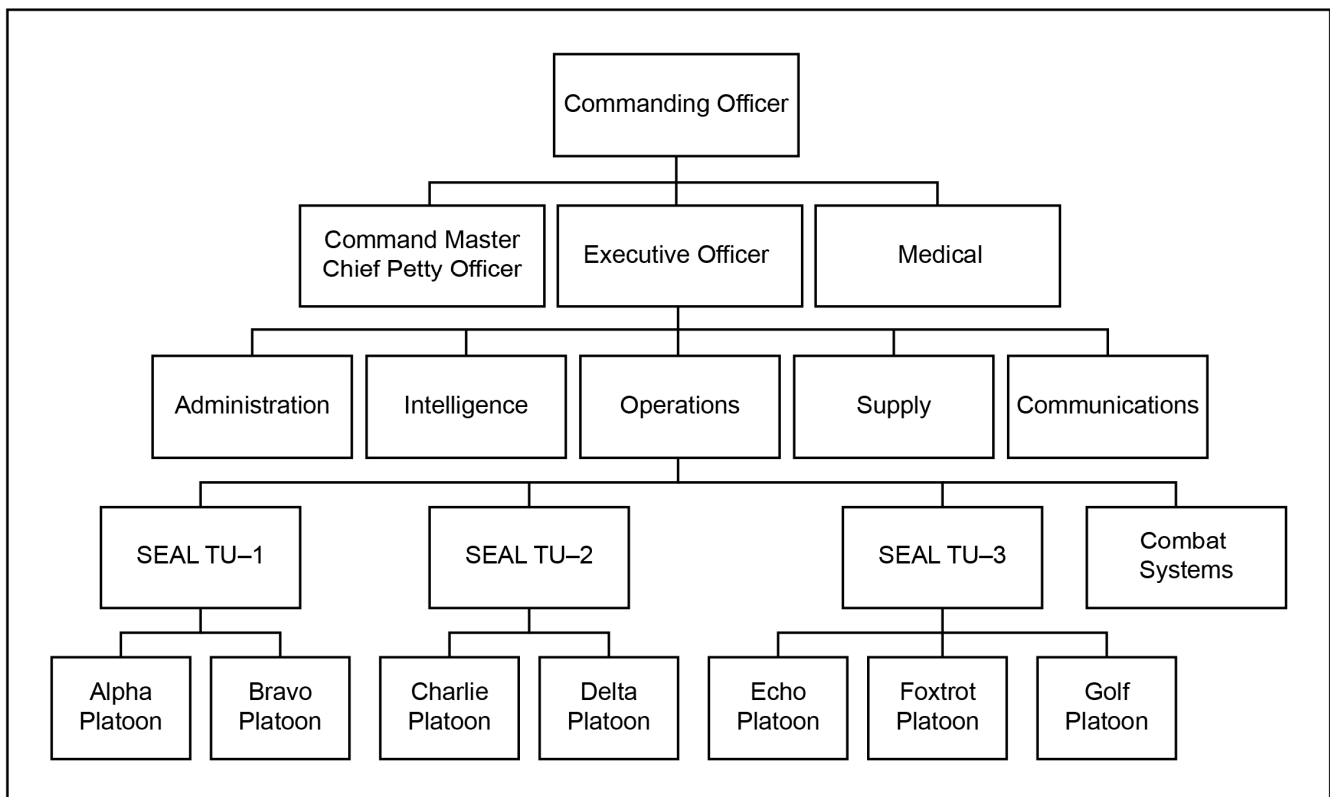 Commanding Officer
Command Master
Chief Petty Officer
Executive Officer
Medical
Administration
Intelligence
Operations
Supply
Communications
SEAL TU–1
SEAL TU–2
SEAL TU–3
Combat
Systems
Alpha
Platoon
Bravo
Platoon
Charlie
Platoon
Delta
Platoon
Echo
Platoon
Foxtrot
Platoon
Golf
Platoon